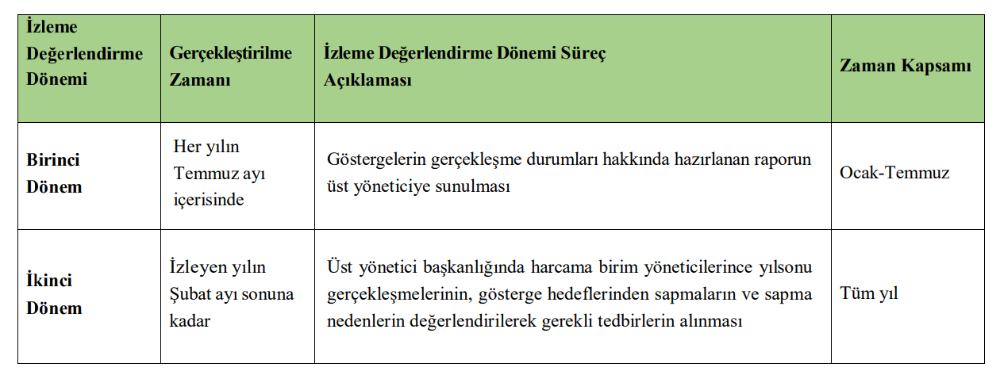 İzleme
Değerlendirme
Dönemi
Gerçekleştirilme
Zamanı
İzleme Değerlendirme Dönemi Süreç
Açıklaması
Zaman Kapsamı
Birinci
Dönem
Her yılın
Temmuz ayı
içerisinde
Göstergelerin gerçekleşme durumları hakkında hazırlanan raporun
üst yöneticiye sunulması
Ocak-Temmuz
İkinci
Dönem
İzleyen yılın
Şubat ayı sonuna
kadar
Üst yönetici başkanlığında harcama birim yöneticilerince yılsonu
gerçekleşmelerinin, gösterge hedeflerinden sapmaların ve sapma
nedenlerin değerlendirilerek gerekli tedbirlerin alınması
Tüm yıl